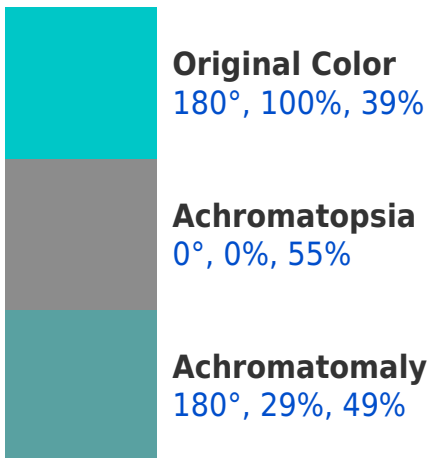 Original Color
180°, 100%, 39%
Achromatopsia
0°, 0%, 55%
Achromatomaly
180°, 29%, 49%